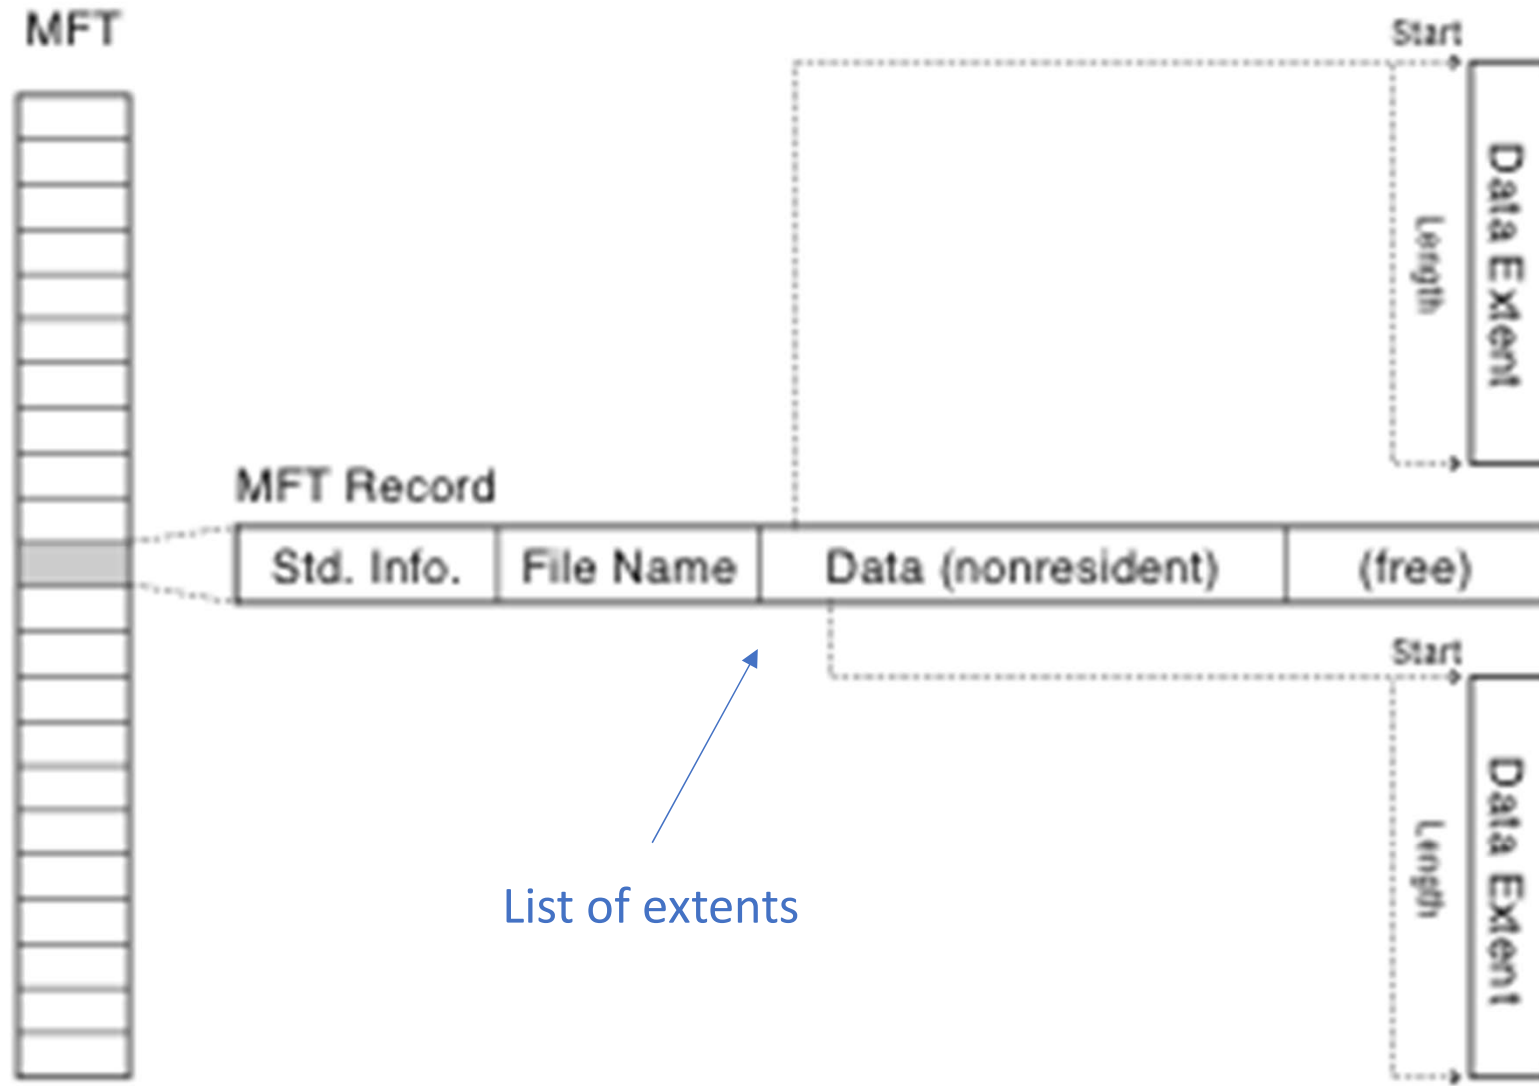 MFT
Start
Length
Data Extent
MFT Record
Std. Info.
File Name
Data (nonresident)
(free)
Start
Length
Data Extent
List of extents